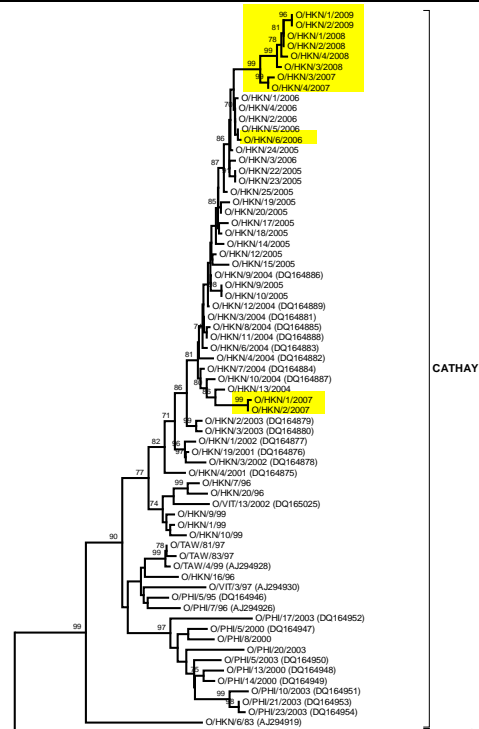 96
O/HKN/1/2009
81
O/HKN/2/2009
O/HKN/1/2008
78
O/HKN/2/2008
99
O/HKN/4/2008
O/HKN/3/2008
99
O/HKN/3/2007
99
O/HKN/4/2007
O/HKN/1/2006
O/HKN/4/2006
O/HKN/2/2006
O/HKN/5/2006
O/HKN/6/2006
86
O/HKN/24/2005
O/HKN/3/2006
87
O/HKN/22/2005
O/HKN/23/2005
O/HKN/25/2005
85
O/HKN/19/2005
O/HKN/20/2005
O/HKN/17/2005
O/HKN/18/2005
O/HKN/14/2005
O/HKN/12/2005
O/HKN/15/2005
O/HKN/9/2004 (DQ164886)
O/HKN/9/2005
O/HKN/10/2005
O/HKN/12/2004 (DQ164889)
O/HKN/3/2004 (DQ164881)
O/HKN/8/2004 (DQ164885)
O/HKN/11/2004 (DQ164888)
O/HKN/6/2004 (DQ164883)
81
O/HKN/4/2004 (DQ164882)
CATHAY
O/HKN/7/2004 (DQ164884)
O/HKN/10/2004 (DQ164887)
86
O/HKN/13/2004
99
O/HKN/1/2007
O/HKN/2/2007
71
O/HKN/2/2003 (DQ164879)
99
O/HKN/3/2003 (DQ164880)
82
96
O/HKN/1/2002 (DQ164877)
97
O/HKN/19/2001 (DQ164876)
O/HKN/3/2002 (DQ164878)
77
O/HKN/4/2001 (DQ164875)
99
O/HKN/7/96
O/HKN/20/96
74
O/VIT/13/2002 (DQ165025)
O/HKN/9/99
O/HKN/1/99
O/HKN/10/99
90
78
O/TAW/81/97
99
O/TAW/83/97
O/TAW/4/99 (AJ294928)
O/HKN/16/96
O/VIT/3/97 (AJ294930)
O/PHI/5/95 (DQ164946)
O/PHI/7/96 (AJ294926)
O/PHI/17/2003 (DQ164952)
97
O/PHI/5/2000 (DQ164947)
99
O/PHI/8/2000
O/PHI/20/2003
O/PHI/5/2003 (DQ164950)
75
O/PHI/13/2000 (DQ164948)
O/PHI/14/2000 (DQ164949)
99
O/PHI/10/2003 (DQ164951)
98
O/PHI/21/2003 (DQ164953)
O/PHI/23/2003 (DQ164954)
O/HKN/6/83 (AJ294919)